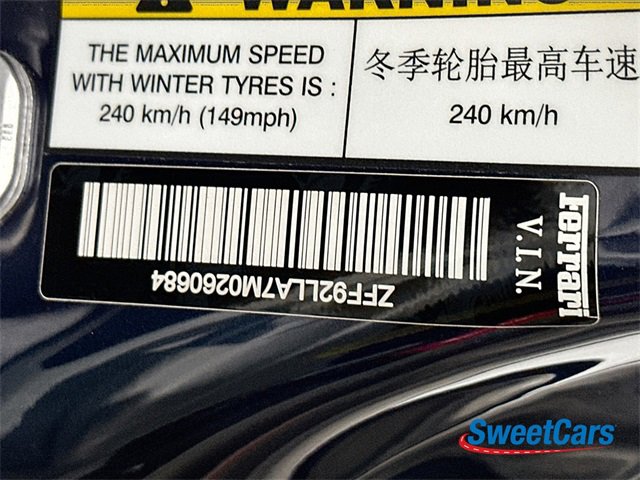 WARNING
THE MAXIMUM SPEED
WITH WINTER TYRES IS :
240 km/h (149mph)
冬季轮胎最高车速
240 km/h
Ferrari
V.I.N.
ZFF92LLA7M0260684
SweetCars